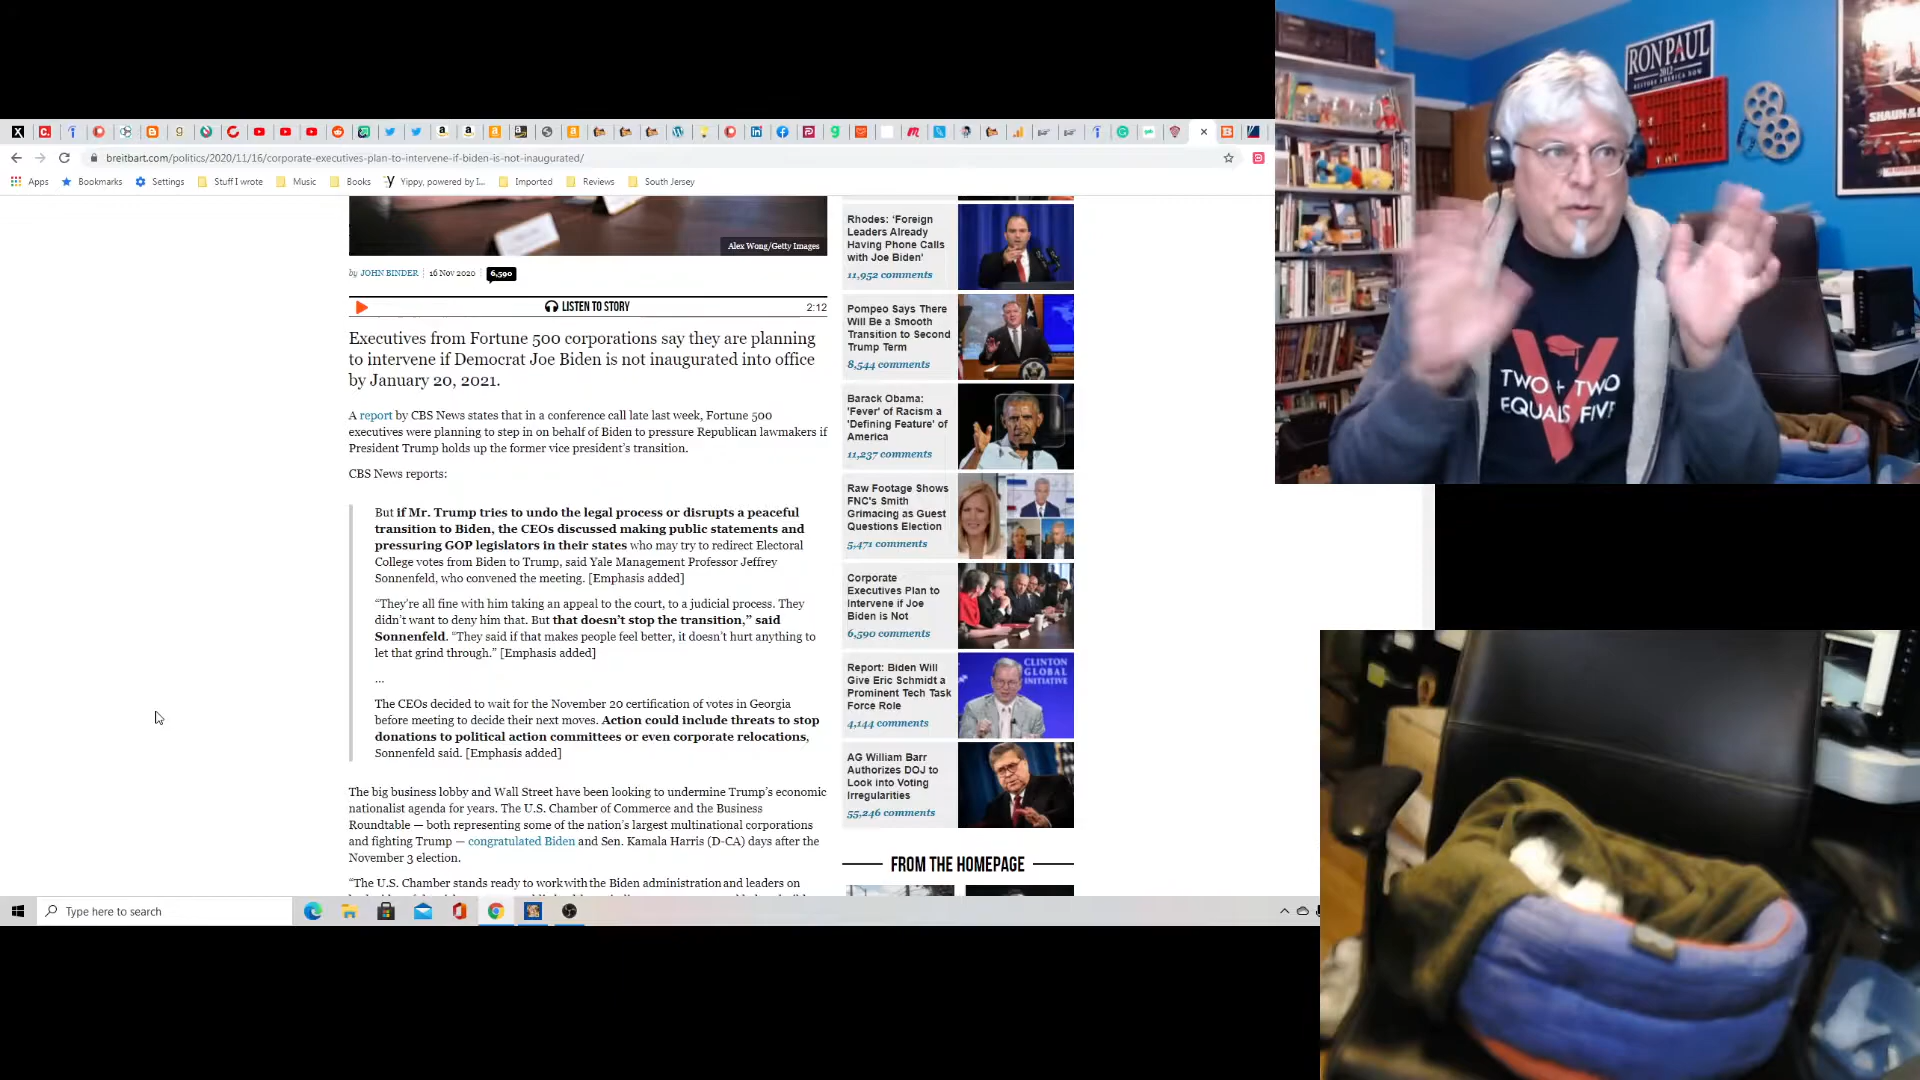 breitbart.com/politics/2020/11/16/corporate-executives-plan-to-intervene-if-biden-is-not-inaugurated/
Apps
Bookmarks
Settings
Stuff I wrote
Music
Books
Yippy, powered by I...
Imported
Reviews
South Jersey
Alex Wong/Getty Images
by JOHN BINDER
16 Nov 2020
6,590
LISTEN TO STORY
2:12
Executives from Fortune 500 corporations say they are planning
to intervene if Democrat Joe Biden is not inaugurated into office
by January 20, 2021.
A report by CBS News states that in a conference call late last week, Fortune 500
executives were planning to step in on behalf of Biden to pressure Republican lawmakers if
President Trump holds up the former vice president's transition.
CBS News reports:
But if Mr. Trump tries to undo the legal process or disrupts a peaceful
transition to Biden, the CEOs discussed making public statements and
pressuring GOP legislators in their states who may try to redirect Electoral
College votes from Biden to Trump, said Yale Management Professor Jeffrey
Sonnenfeld, who convened the meeting. [Emphasis added]
“They're all fine with him taking an appeal to the court, to a judicial process. They
didn't want to deny him that. But that doesn't stop the transition,” said
Sonnenfeld. “They said if that makes people feel better, it doesn't hurt anything to
let that grind through.” [Emphasis added]
...
The CEOs decided to wait for the November 20 certification of votes in Georgia
before meeting to decide their next moves. Action could include threats to stop
donations to political action committees or even corporate relocations,
Sonnenfeld said. [Emphasis added]
The big business lobby and Wall Street have been looking to undermine Trump's economic
nationalist agenda for years. The U.S. Chamber of Commerce and the Business
Roundtable — both representing some of the nation's largest multinational corporations
and fighting Trump — congratulated Biden and Sen. Kamala Harris (D-CA) days after the
November 3 election.
“The U.S. Chamber stands ready to work with the Biden administration and leaders on
Rhodes: 'Foreign
Leaders Already
Having Phone Calls
with Joe Biden'
11,952 comments
Pompeo Says There
Will Be a Smooth
Transition to Second
Trump Term
8,544 comments
Barack Obama:
'Fever' of Racism a
'Defining Feature' of
America
11,237 comments
Raw Footage Shows
FNC's Smith
Grimacing as Guest
Questions Election
5,471 comments
Corporate
Executives Plan to
Intervene if Joe
Biden is Not
6,590 comments
Report: Biden Will
Give Eric Schmidt a
Prominent Tech Task
Force Role
4,144 comments
CLINTON
GLOBAL
INITIATIVE
AG William Barr
Authorizes DOJ to
Look into Voting
Irregularities
55,246 comments
FROM THE HOMEPAGE
Type here to search
RON PAUL
2012
RESTORE AMERICA NOW
SHAUN &
TWO + TWO
EQUALS FIVE